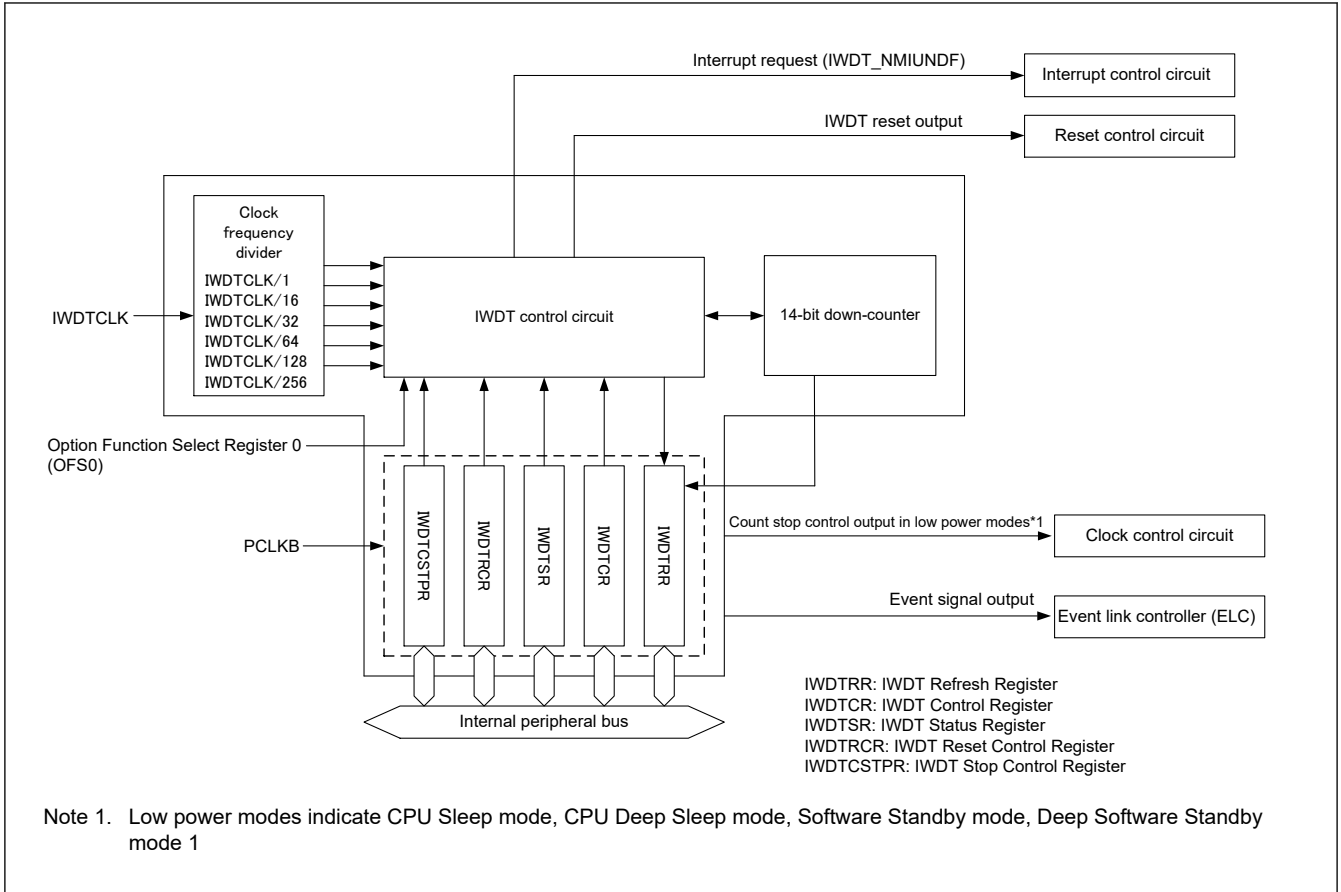 Interrupt request (IWDT_NMIUNDF)
Interrupt control circuit
IWDT reset output
Reset control circuit
Clock
frequency
divider
IWDTCLK/1
IWDTCLK/16
IWDTCLK/32
IWDTCLK/64
IWDTCLK/128
IWDTCLK/256
IWDTCLK
IWDT control circuit
14-bit down-counter
Option Function Select Register 0
(OFS0)
PCLKB
IWDTCSTPR
IWDTRCR
IWDTSR
IWDTCR
IWDTRR
Count stop control output in low power modes*1
Clock control circuit
Event signal output
Event link controller (ELC)
Internal peripheral bus
IWDTRR: IWDT Refresh Register
IWDTCR: IWDT Control Register
IWDTSR: IWDT Status Register
IWDTRCR: IWDT Reset Control Register
IWDTCSTPR: IWDT Stop Control Register
Note 1. Low power modes indicate CPU Sleep mode, CPU Deep Sleep mode, Software Standby mode, Deep Software Standby
mode 1